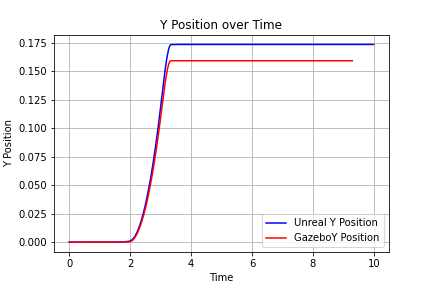 Y Position over Time
0.175
0.150
0.125
0.100
0.075
0.050
0.025
0.000
Y Position
0 2 4 6 8 10
Time
Unreal Y Position
GazeboY Position